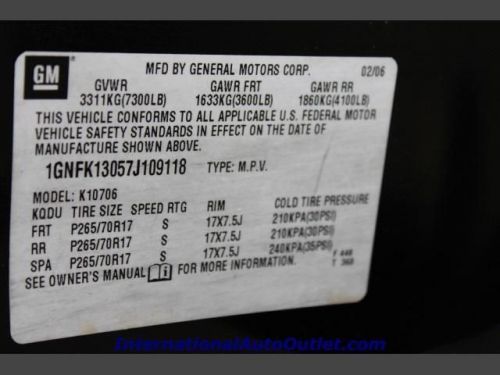 GM
MFD BY GENERAL MOTORS CORP. 02/06
GVWR GAWR FRT GAWR RR
3311KG(7300LB) 1633KG(3600LB) 1860KG(4100LB)
THIS VEHICLE CONFORMS TO ALL APPLICABLE U.S. FEDERAL MOTOR
VEHICLE SAFETY STANDARDS IN EFFECT ON THE DATE OF
MANUFACTURE SHOWN ABOVE.
1GNFK13057J109118 TYPE: M.P.V.
MODEL: K10706
KQDU TIRE SIZE SPEED RTG RIM COLD TIRE PRESSURE
FRT P265/70R17 S 17X7.5J 210KPA(30PSI)
RR P265/70R17 S 17X7.5J 210KPA(30PSI)
SPA P265/70R17 S 17X7.5J 240KPA(35PSI)
SEE OWNER'S MANUAL FOR MORE INFORMATION. F 448
T 368
InternationalAutoOutlet.com